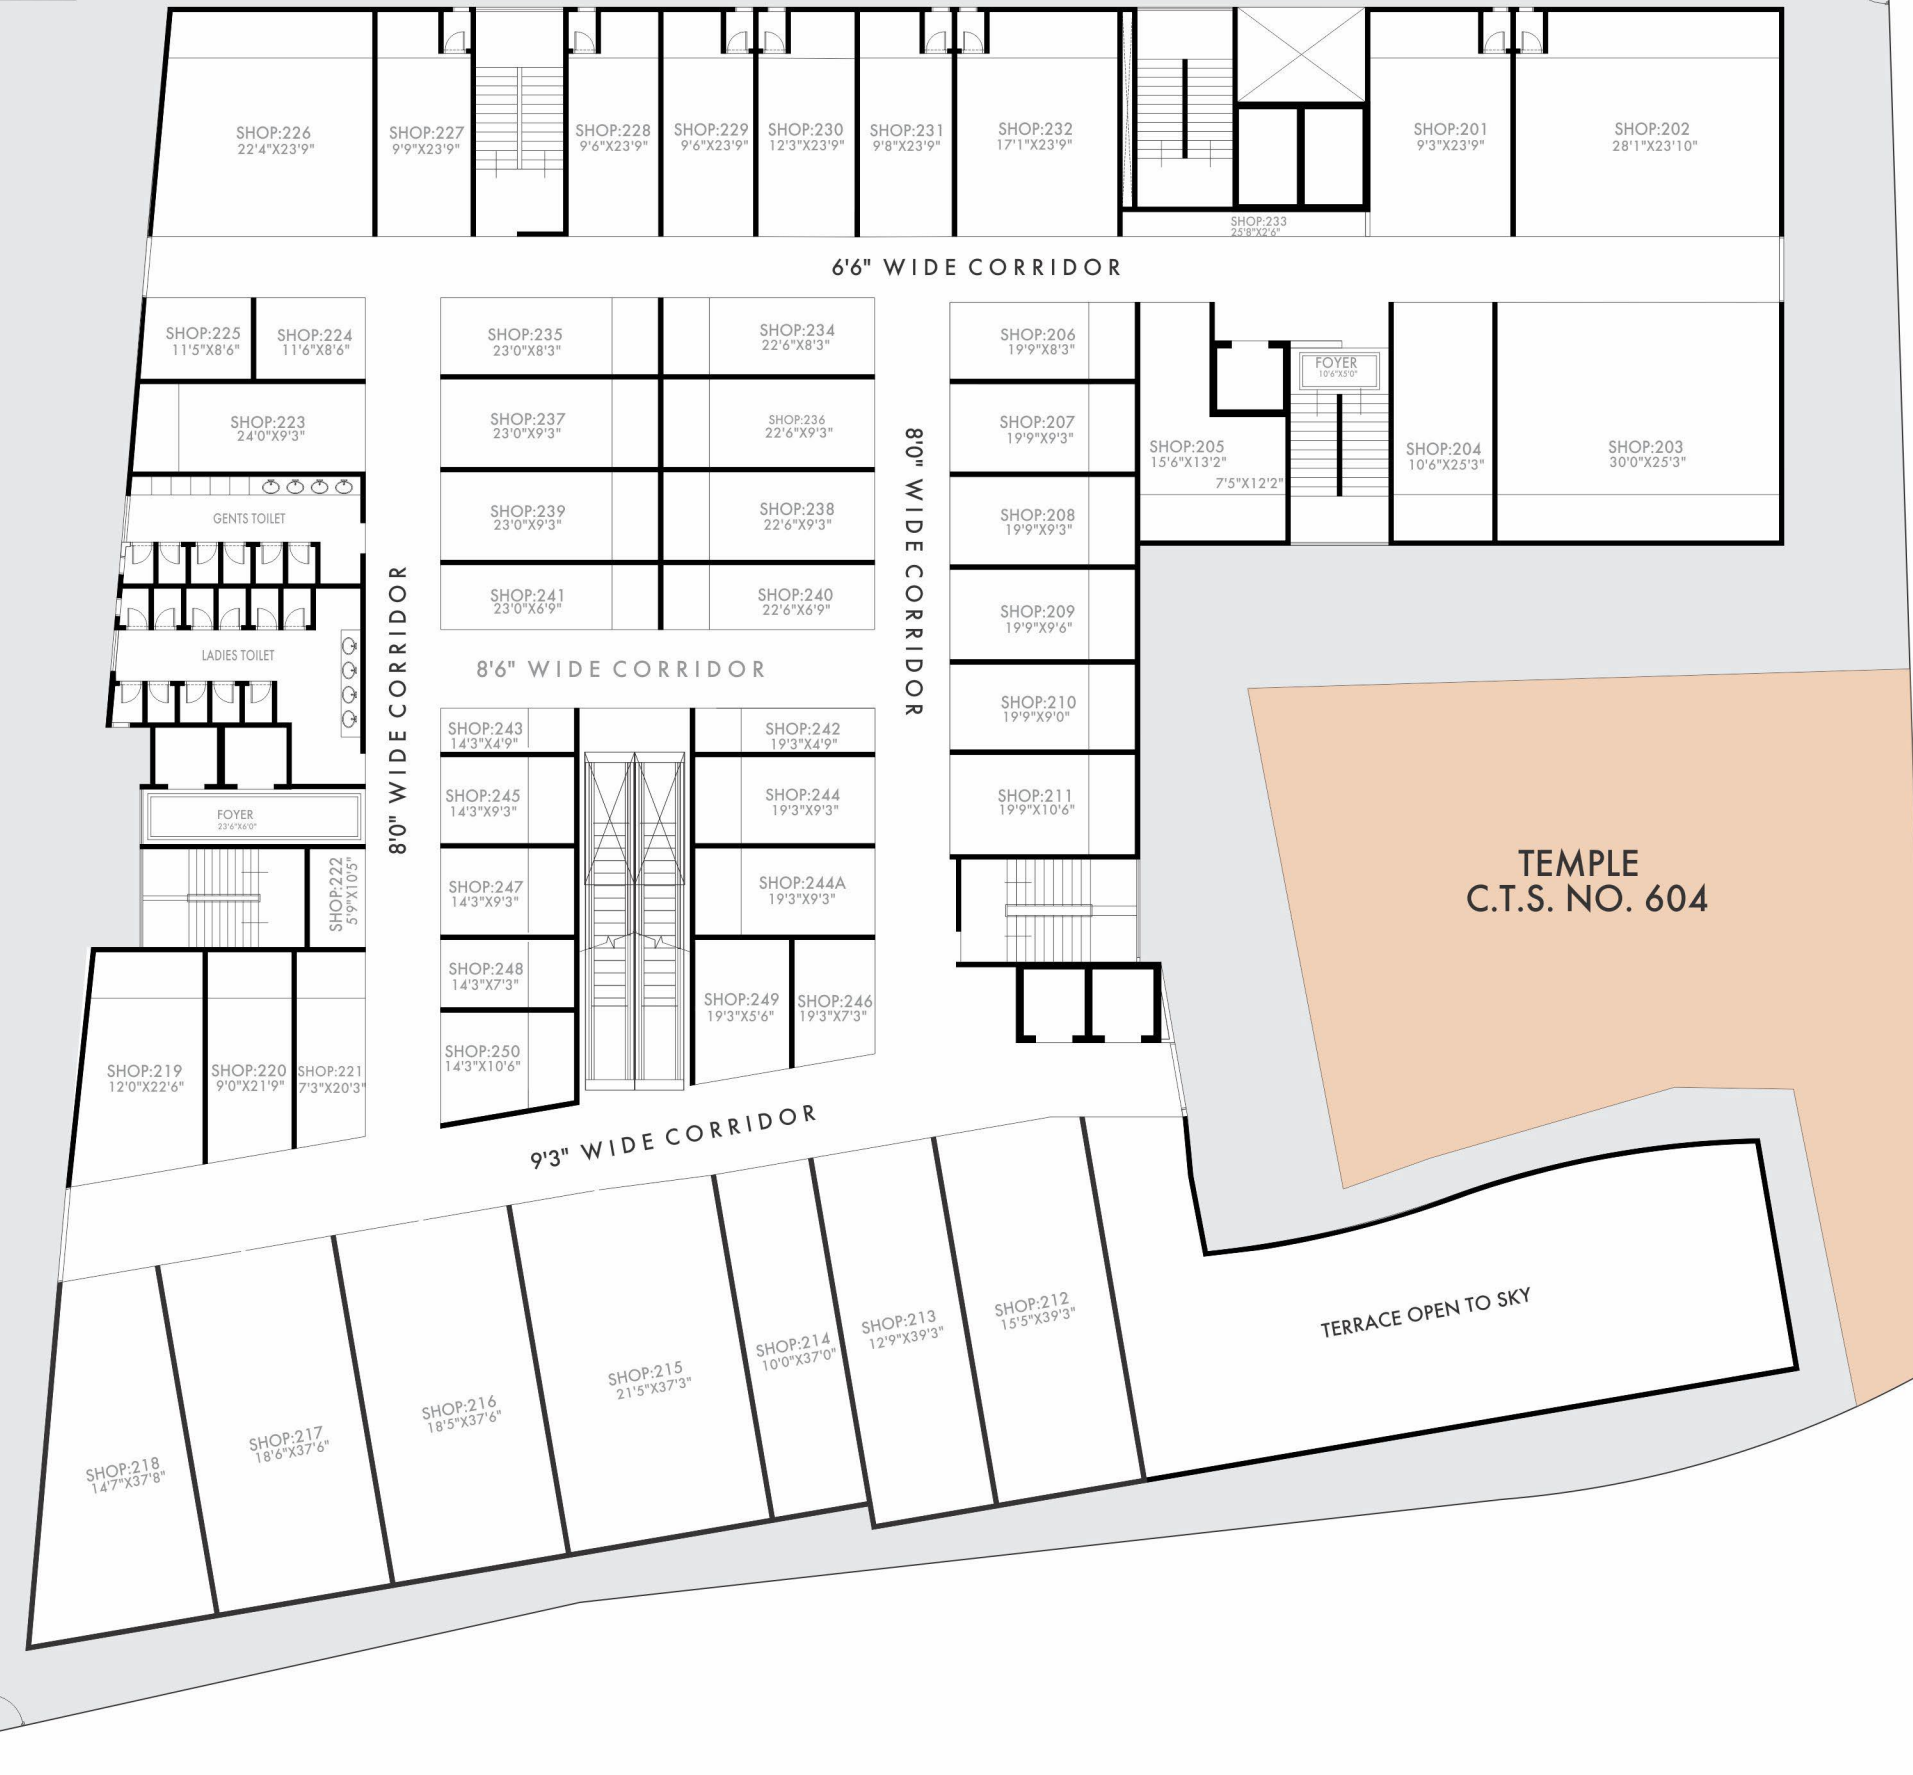 SHOP:226
22'4"X23'9"
SHOP:227
9'9"X23'9"
SHOP:228
9'6"X23'9"
SHOP:229
9'6"X23'9"
SHOP:230
12'3"X23'9"
SHOP:231
9'8"X23'9"
SHOP:232
17'1"X23'9"
SHOP:233
25'8"X2'6"
SHOP:201
9'3"X23'9"
SHOP:202
28'1"X23'10"
6'6" WIDE CORRIDOR
SHOP:225
11'5"X8'6"
SHOP:224
11'6"X8'6"
SHOP:235
23'0"X8'3"
SHOP:234
22'6"X8'3"
SHOP:206
19'9"X8'3"
FOYER
10'6"X5'0"
SHOP:223
24'0"X9'3"
SHOP:237
23'0"X9'3"
SHOP:236
22'6"X9'3"
SHOP:207
19'9"X9'3"
SHOP:205
15'6"X13'2"
7'5"X12'2"
SHOP:204
10'6"X25'3"
SHOP:203
30'0"X25'3"
GENTS TOILET
SHOP:239
23'0"X9'3"
SHOP:238
22'6"X9'3"
8'0" WIDE CORRIDOR
SHOP:208
19'9"X9'3"
SHOP:241
23'0"X6'9"
SHOP:240
22'6"X6'9"
SHOP:209
19'9"X9'6"
LADIES TOILET
8'0" WIDE CORRIDOR
8'6" WIDE CORRIDOR
SHOP:210
19'9"X9'0"
SHOP:243
14'3"X4'9"
SHOP:242
19'3"X4'9"
FOYER
23'6"X6'0"
SHOP:245
14'3"X9'3"
SHOP:244
19'3"X9'3"
SHOP:211
19'9"X10'6"
SHOP:222
5'9"X10'5"
SHOP:247
14'3"X9'3"
SHOP:244A
19'3"X9'3"
TEMPLE
C.T.S. NO. 604
SHOP:248
14'3"X7'3"
SHOP:249
19'3"X5'6"
SHOP:246
19'3"X7'3"
SHOP:219
12'0"X22'6"
SHOP:220
9'0"X21'9"
SHOP:221
7'3"X20'3"
SHOP:250
14'3"X10'6"
9'3" WIDE CORRIDOR
SHOP:218
14'7"X37'8"
SHOP:217
18'6"X37'6"
SHOP:216
18'5"X37'6"
SHOP:215
21'5"X37'3"
SHOP:214
10'0"X37'0"
SHOP:213
12'9"X39'3"
SHOP:212
15'5"X39'3"
TERRACE OPEN TO SKY